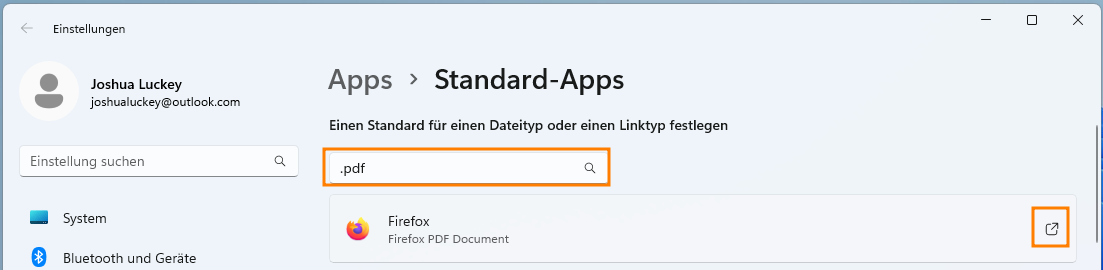 Einstellungen
Joshua Luckey
joshualuckey@outlook.com
Einstellung suchen
System
Bluetooth und Geräte
Apps > Standard-Apps
Einen Standard für einen Dateityp oder einen Linktyp festlegen
.pdf
Firefox
Firefox PDF Document